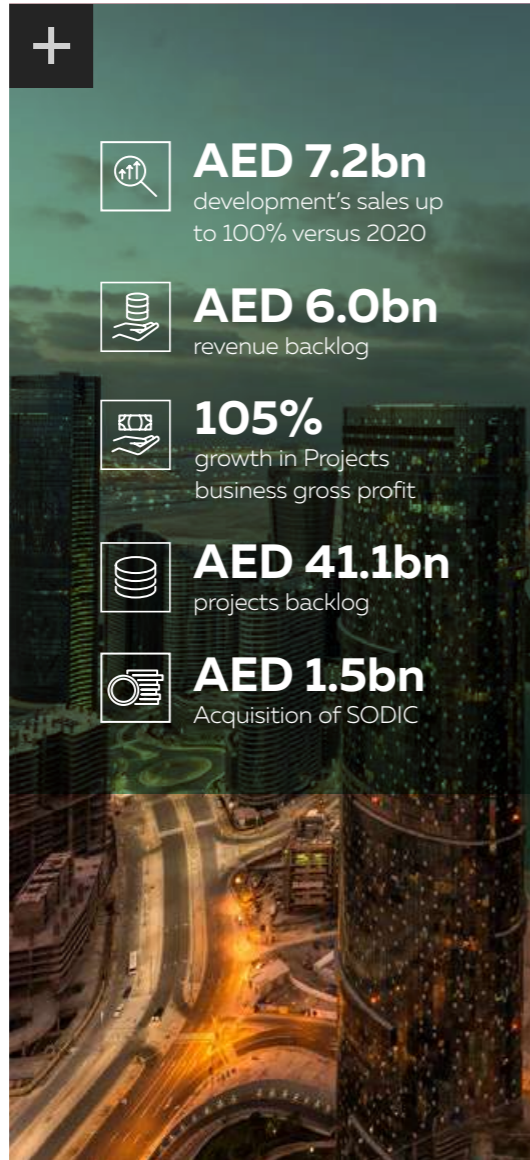 AED 7.2bn
development's sales up
to 100% versus 2020
AED 6.0bn
revenue backlog
105%
growth in Projects
business gross profit
AED 41.1bn
projects backlog
AED 1.5bn
Acquisition of SODIC